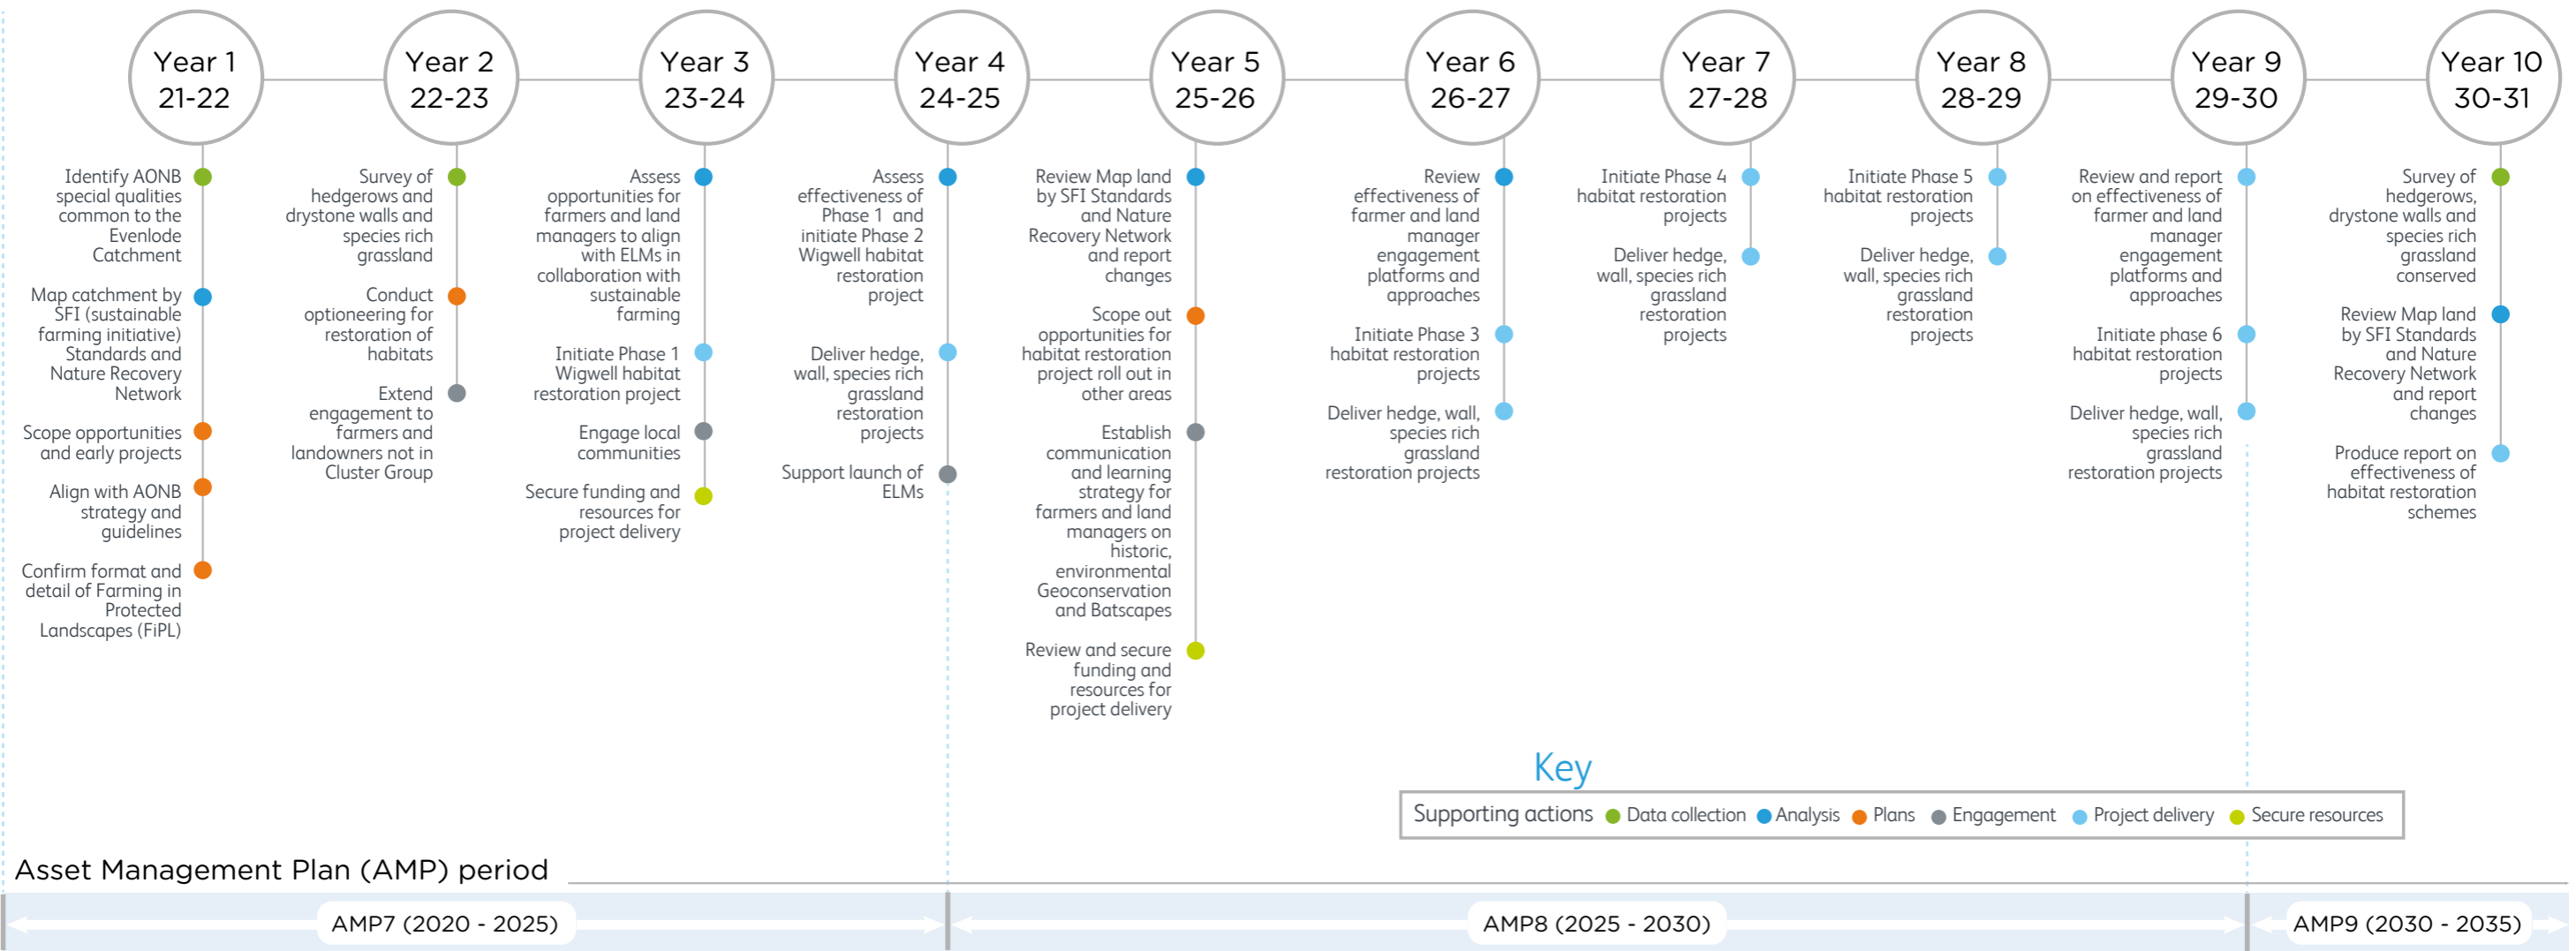 Year 1
21-22
Year 2
22-23
Year 3
23-24
Year 4
24-25
Year 5
25-26
Year 6
26-27
Year 7
27-28
Year 8
28-29
Year 9
29-30
Year 10
30-31
Identify AONB
special qualities
common to the
Evenlode
Catchment
Map catchment by
SFI (sustainable
farming initiative)
Standards and
Nature Recovery
Network
Scope opportunities
and early projects
Align with AONB
strategy and
guidelines
Confirm format and
detail of Farming in
Protected
Landscapes (FiPL)
Survey of
hedgerows and
drystone walls and
species rich
grassland
Conduct
optioneering for
restoration of
habitats
Extend
engagement to
farmers and
landowners not in
Cluster Group
Assess
opportunities for
farmers and land
managers to align
with ELMs in
collaboration with
sustainable
farming
Initiate Phase 1
Wigwell habitat
restoration project
Engage local
communities
Secure funding and
resources for
project delivery
Assess
effectiveness of
Phase 1 and
initiate Phase 2
Wigwell habitat
restoration
project
Deliver hedge,
wall, species rich
grassland
restoration
projects
Support launch of
ELMs
Review Map land
by SFI Standards
and Nature
Recovery Network
and report
changes
Scope out
opportunities for
habitat restoration
project roll out in
other areas
Establish
communication
and learning
strategy for
farmers and land
managers on
historic,
environmental
Geoconservation
and Batscapes
Review and secure
funding and
resources for
project delivery
Review
effectiveness of
farmer and land
manager
engagement
platforms and
approaches
Initiate Phase 3
habitat restoration
projects
Deliver hedge, wall,
species rich
grassland
restoration projects
Initiate Phase 4
habitat restoration
projects
Deliver hedge,
wall, species rich
grassland
restoration
projects
Initiate Phase 5
habitat restoration
projects
Deliver hedge,
wall, species rich
grassland
restoration
projects
Review and report
on effectiveness of
farmer and land
manager
engagement
platforms and
approaches
Initiate phase 6
habitat restoration
projects
Deliver hedge, wall,
species rich
grassland
restoration projects
Survey of
hedgerows,
drystone walls and
species rich
grassland
conserved
Review Map land
by SFI Standards
and Nature
Recovery Network
and report
changes
Produce report on
effectiveness of
habitat restoration
schemes
Key
Supporting actions Data collection Analysis Plans Engagement Project delivery Secure resources
Asset Management Plan (AMP) period
AMP7 (2020 - 2025)
AMP8 (2025 - 2030)
AMP9 (2030 - 2035)